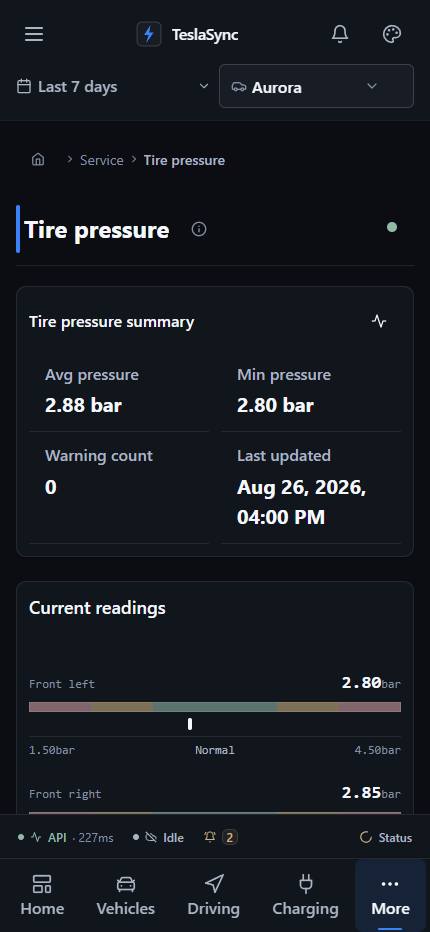 TeslaSync
Last 7 days
Aurora
Service
Tire pressure
Tire pressure
Tire pressure summary
Avg pressure
2.88 bar
Min pressure
2.80 bar
Warning count
0
Last updated
Aug 26, 2026,
04:00 PM
Current readings
Front left
2.80bar
1.50bar
Normal
4.50bar
Front right
2.85bar
API · 227ms
Idle
2
Status
Home
Vehicles
Driving
Charging
More